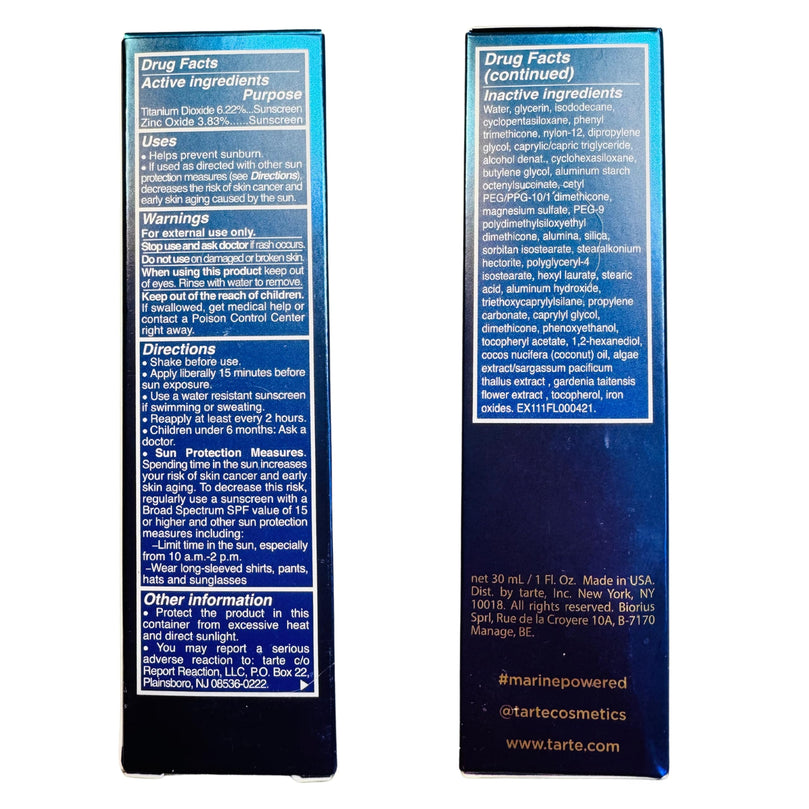 Drug Facts
Active ingredients
Purpose
Titanium Dioxide 6.22%...Sunscreen
Zinc Oxide 3.83%......Sunscreen
Uses
• Helps prevent sunburn.
• If used as directed with other sun
protection measures (see Directions),
decreases the risk of skin cancer and
early skin aging caused by the sun.
Warnings
For external use only.
Stop use and ask doctor if rash occurs.
Do not use on damaged or broken skin.
When using this product keep out
of eyes. Rinse with water to remove.
Keep out of the reach of children.
If swallowed, get medical help or
contact a Poison Control Center
right away.
Directions
• Shake before use.
• Apply liberally 15 minutes before
sun exposure.
• Use a water resistant sunscreen
if swimming or sweating.
• Reapply at least every 2 hours.
• Children under 6 months: Ask a
doctor.
• Sun Protection Measures.
Spending time in the sun increases
your risk of skin cancer and early
skin aging. To decrease this risk,
regularly use a sunscreen with a
Broad Spectrum SPF value of 15
or higher and other sun protection
measures including:
–Limit time in the sun, especially
from 10 a.m.-2 p.m.
–Wear long-sleeved shirts, pants,
hats and sunglasses
Other information
• Protect the product in this
container from excessive heat
and direct sunlight.
• You may report a serious
adverse reaction to: tarte c/o
Report Reaction, LLC, P.O. Box 22,
Plainsboro, NJ 08536-0222.
Drug Facts
(continued)
Inactive ingredients
Water, glycerin, isododecane,
cyclopentasiloxane, phenyl
trimethicone, nylon-12, dipropylene
glycol, caprylic/capric triglyceride,
alcohol denat., cyclohexasiloxane,
butylene glycol, aluminum starch
octenylsuccinate, cetyl
PEG/PPG-10/1 dimethicone,
magnesium sulfate, PEG-9
polydimethylsiloxyethyl
dimethicone, alumina, silica,
sorbitan isostearate, stearalkonium
hectorite, polyglyceryl-4
isostearate, hexyl laurate, stearic
acid, aluminum hydroxide,
triethoxycaprylylsilane, propylene
carbonate, caprylyl glycol,
dimethicone, phenoxyethanol,
tocopheryl acetate, 1,2-hexanediol,
cocos nucifera (coconut) oil, algae
extract/sargassum pacificum
thallus extract , gardenia taitensis
flower extract , tocopherol, iron
oxides. EX111FL000421.
net 30 mL / 1 Fl. Oz. Made in USA.
Dist. by tarte, Inc. New York, NY
10018. All rights reserved. Biorius
Sprl, Rue de la Croyere 10A, B-7170
Manage, BE.
#marinepowered
@tartecosmetics
www.tarte.com